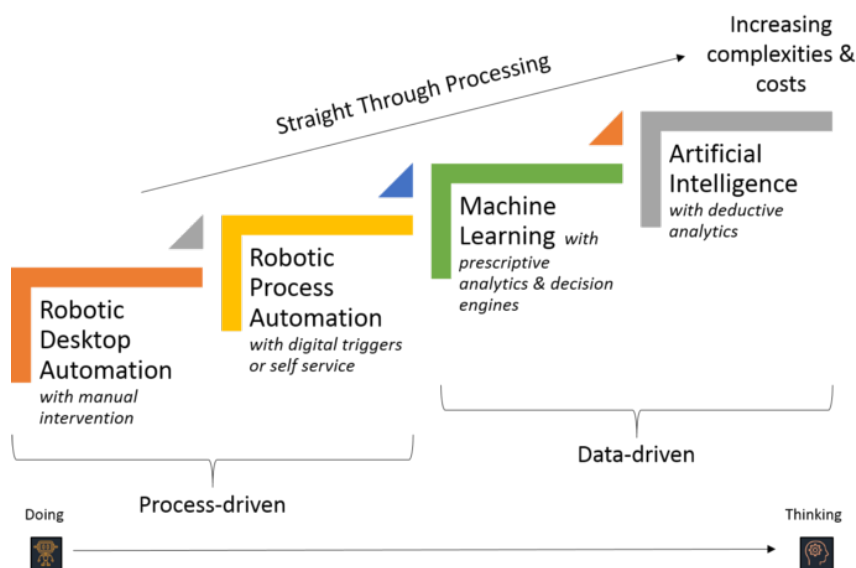 Increasing
complexities &
costs
Straight Through Processing
Artificial
Intelligence
with deductive
analytics
Machine
Learning with
prescriptive
analytics & decision
engines
Robotic
Process
Automation
with digital triggers
or self service
Robotic
Desktop
Automation
with manual
intervention
Data-driven
Process-driven
Doing
Thinking